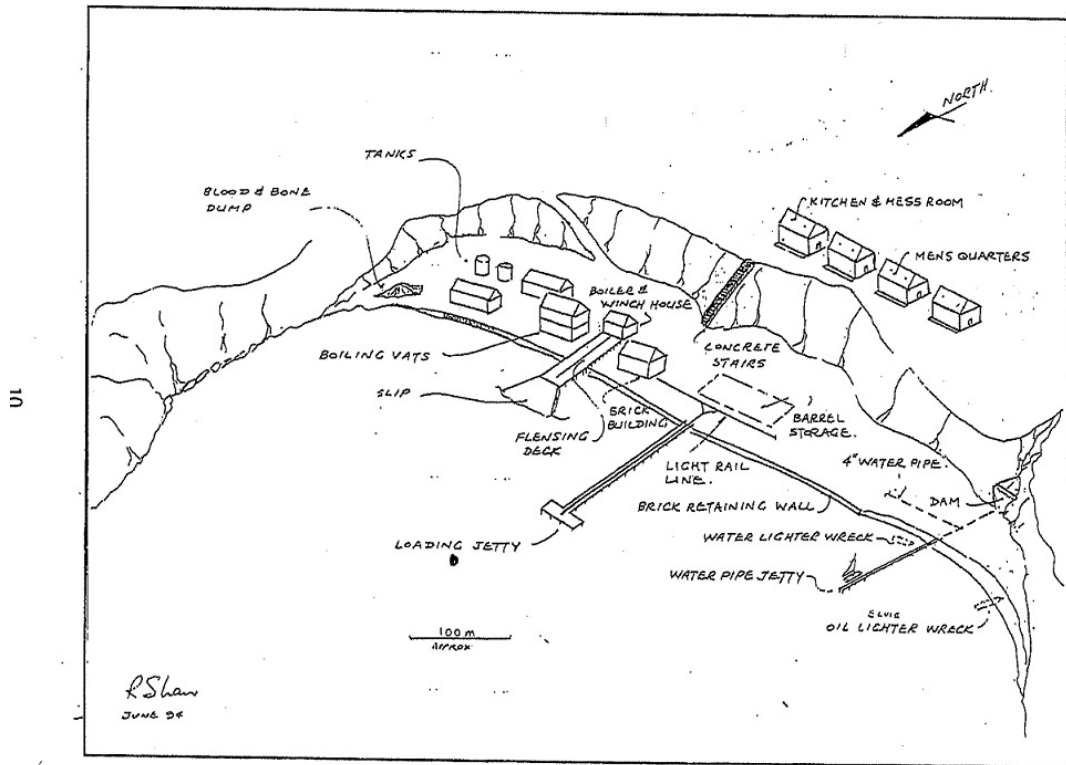 NORTH.
TANKS
BLOOD & BONE
DUMP
KITCHEN & MESS ROOM
MENS QUARTERS
BOILER &
WINCH HOUSE
BOILING VATS
CONCRETE
STAIRS
SLIP
BRICK
BUILDING
FLENSING
DECK
BARREL
STORAGE.
LIGHT RAIL
LINE.
4" WATER PIPE.
DAM
BRICK RETAINING WALL
LOADING JETTY
WATER LIGHTER WRECK
WATER PIPE JETTY
ELVIE
OIL LIGHTER WRECK
100 m
APPROX
R Shaw
JUNE 94
10